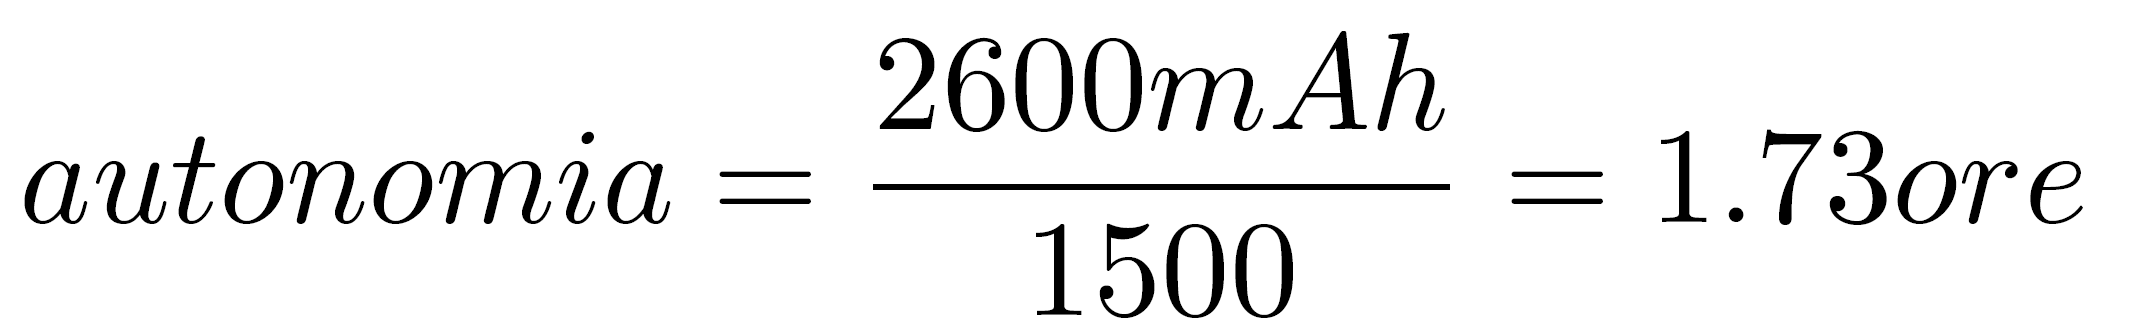 autonomia = 2600mAh / 1500 = 1.73ore